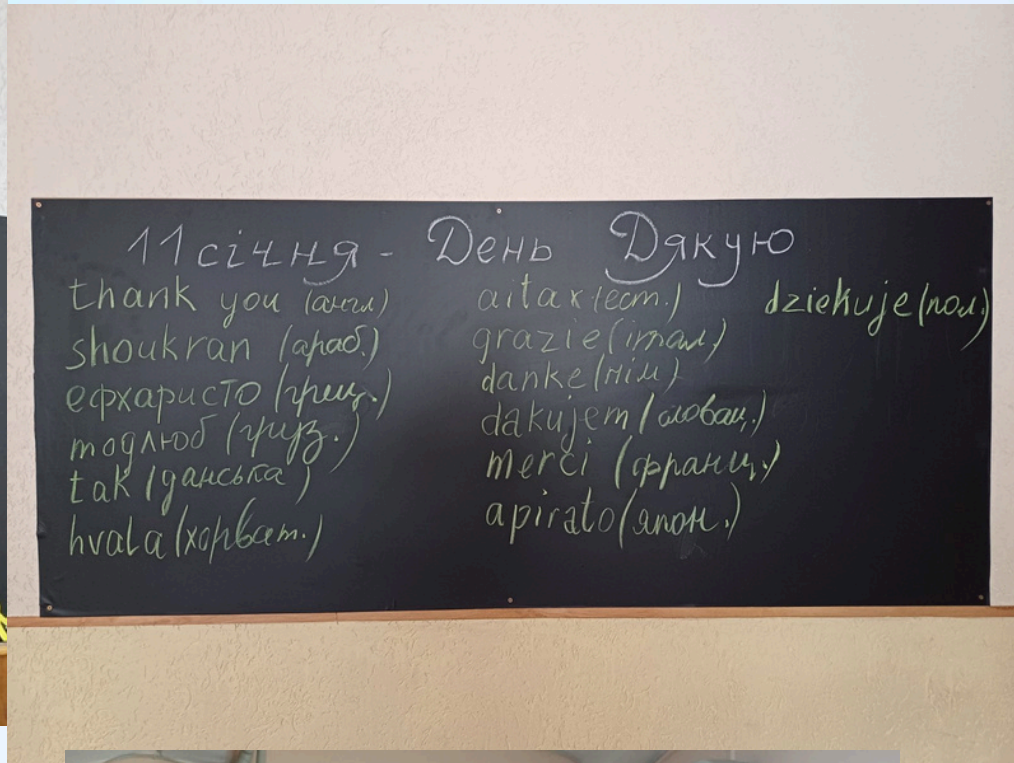 11 січня - День Дякую
thank you (англ)
shoukran (араб.)
ефхаристо (грец.)
мадлюб (груз.)
tak (данська)
hvala (хорват.)
aitax (ест.)
grazie (італ)
danke (нім)
dakujem (словац.)
merci (франц.)
apirato (япон.)
dziekuje (пол.)